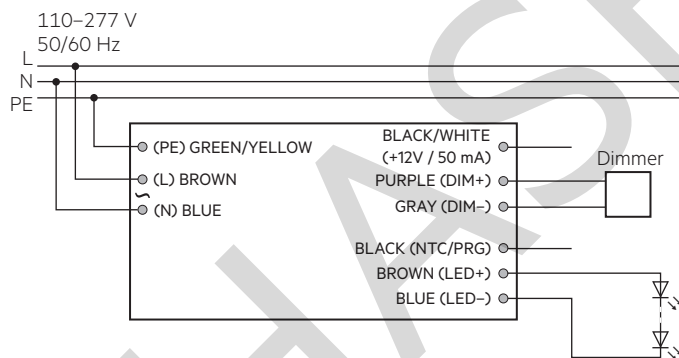 110–277 V
50/60 Hz
L
N
PE
(PE) GREEN/YELLOW
(L) BROWN
~
(N) BLUE
BLACK/WHITE
(+12V / 50 mA)
PURPLE (DIM+)
GRAY (DIM–)
BLACK (NTC/PRG)
BROWN (LED+)
BLUE (LED–)
Dimmer